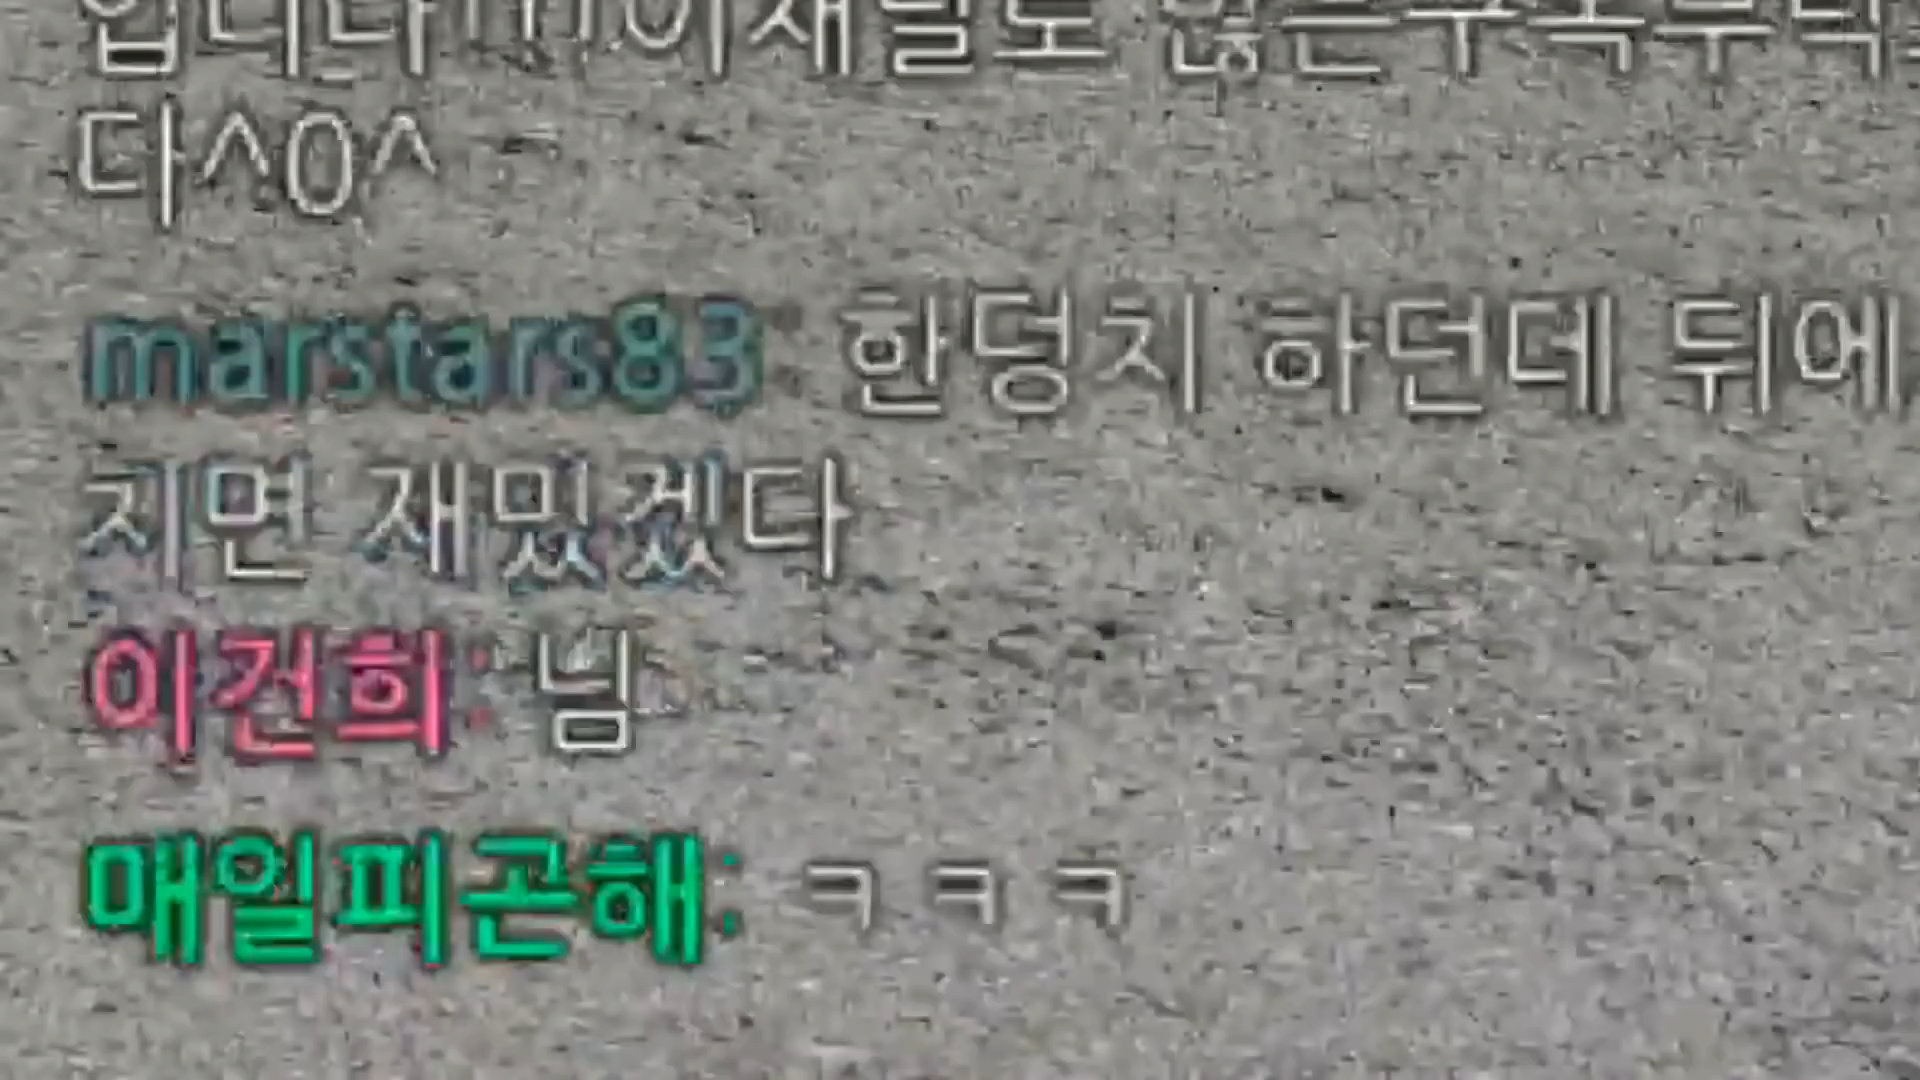 다^0^
marstars83 한덩치 하던데 뒤에
지면 재밌겠다
이건희: 님
매일피곤해: ㅋㅋㅋ